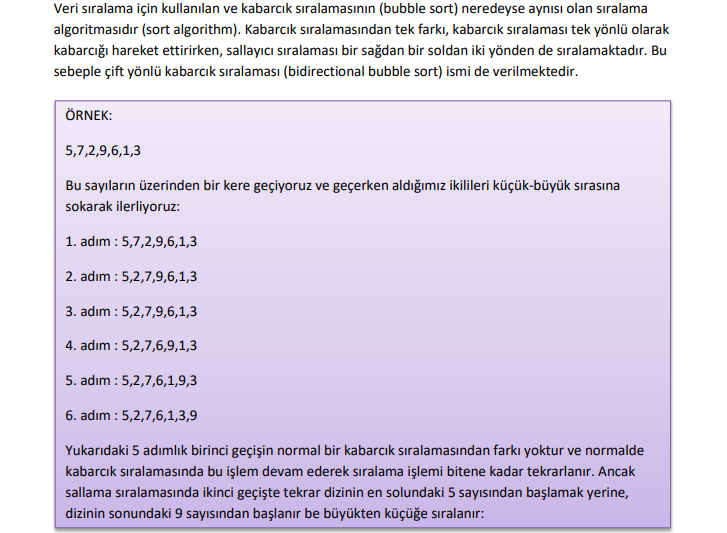 Veri sıralama için kullanılan ve kabarcık sıralamasının (bubble sort) neredeyse aynısı olan sıralama
algoritmasıdır (sort algorithm). Kabarcık sıralamasından tek farkı, kabarcık sıralaması tek yönlü olarak
kabarcığı hareket ettirirken, sallayıcı sıralaması bir sağdan bir soldan iki yönden de sıralamaktadır. Bu
sebeple çift yönlü kabarcık sıralaması (bidirectional bubble sort) ismi de verilmektedir.
ÖRNEK:
5,7,2,9,6,1,3
Bu sayıların üzerinden bir kere geçiyoruz ve geçerken aldığımız ikilileri küçük-büyük sırasına
sokarak ilerliyoruz:
1. adım : 5,7,2,9,6,1,3
2. adım : 5,2,7,9,6,1,3
3. adım : 5,2,7,9,6,1,3
4. adım : 5,2,7,6,9,1,3
5. adım : 5,2,7,6,1,9,3
6. adım : 5,2,7,6,1,3,9
Yukarıdaki 5 adımlık birinci geçişin normal bir kabarcık sıralamasından farkı yoktur ve normalde
kabarcık sıralamasında bu işlem devam ederek sıralama işlemi bitene kadar tekrarlanır. Ancak
sallama sıralamasında ikinci geçişte tekrar dizinin en solundaki 5 sayısından başlamak yerine,
dizinin sonundaki 9 sayısından başlanır be büyükten küçüğe sıralanır: